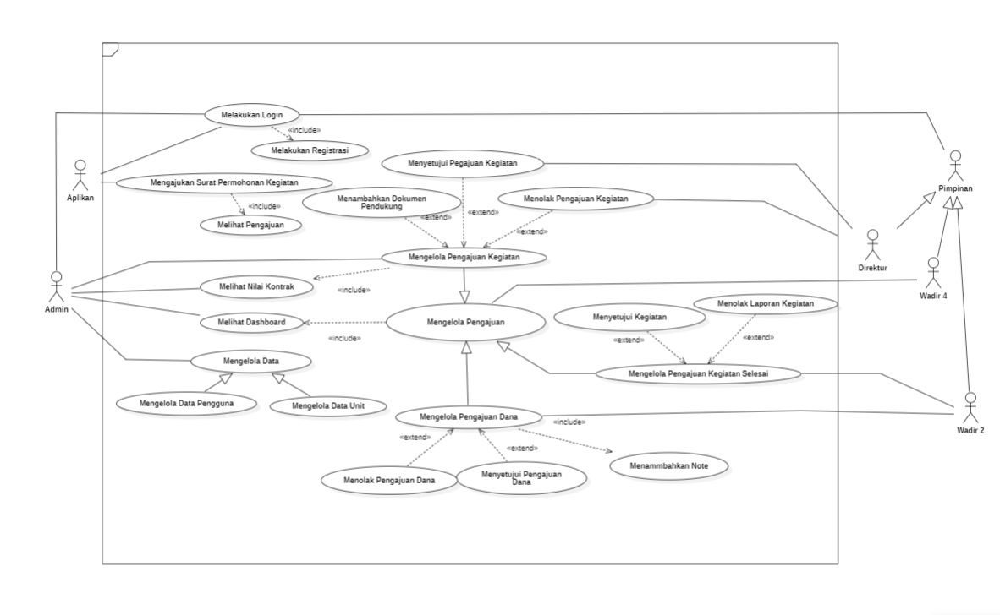 Melakukan Login
«include»
Melakukan Registrasi
Menyetujui Pegajuan Kegiatan
Pimpinan
Aplikan
Mengajukan Surat Permohonan Kegiatan
«include»
Menambahkan Dokumen
Pendukung
Menolak Pengajuan Kegiatan
«extend»
«extend»
Melihat Pengajuan
«extend»
Mengelola Pengajuan Kegiatan
Direktur
Melihat Nilai Kontrak
«include»
Wadir 4
Admin
Menolak Laporan Kegiatan
Menyetujui Kegiatan
Melihat Dashboard
Mengelola Pengajuan
«include»
«extend»
«extend»
Mengelola Data
Mengelola Pengajuan Kegiatan Selesai
Mengelola Data Pengguna
Mengelola Data Unit
Mengelola Pengajuan Dana
«include»
Wadir 2
«extend»
«extend»
Menammbahkan Note
Menolak Pengajuan Dana
Menyetujui Pengajuan
Dana